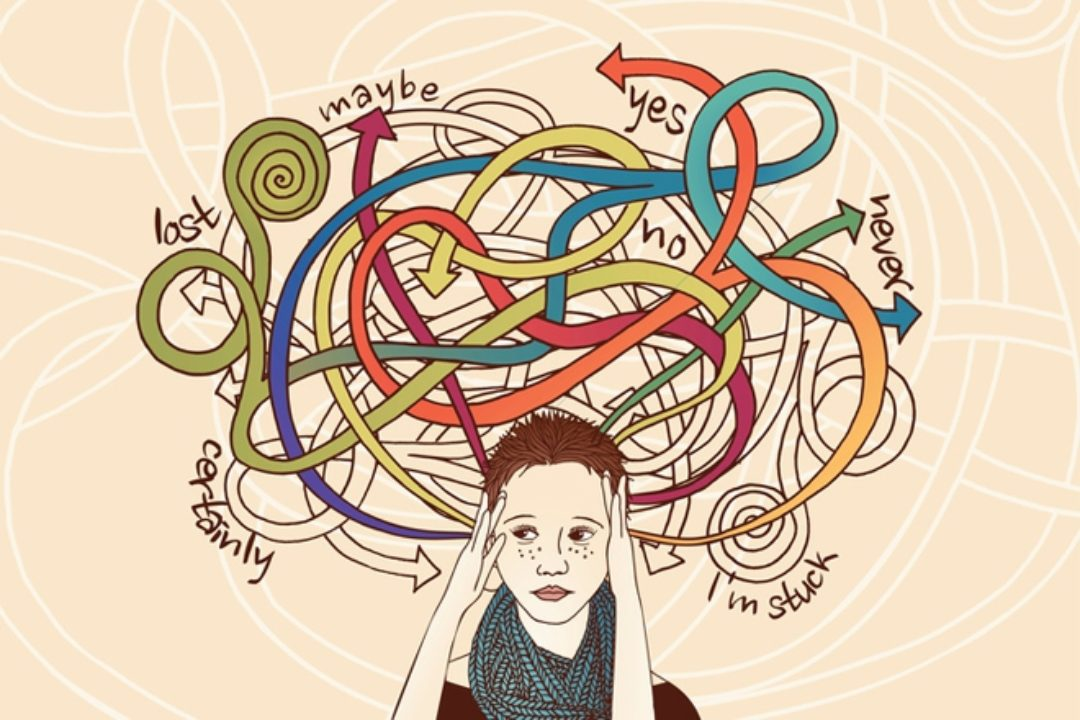 maybe
yes
lost
no
never
certainly
I'm stuck